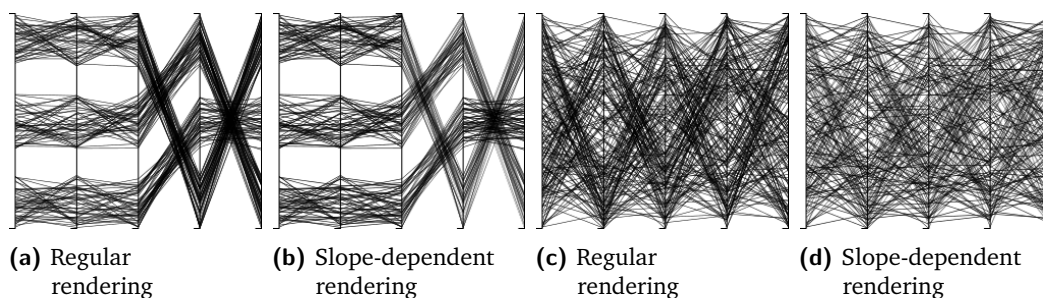 (a) Regular
rendering
(b) Slope-dependent
rendering
(c) Regular
rendering
(d) Slope-dependent
rendering